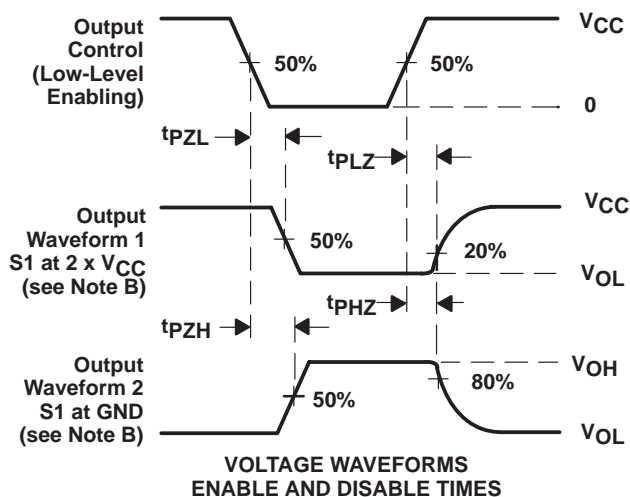 Output
Control
(Low-Level
Enabling)
VCC
50%
50%
0
tPZL
tPLZ
Output
Waveform 1
S1 at 2 x VCC
(see Note B)
VCC
50%
20%
VOL
tPZH
tPHZ
Output
Waveform 2
S1 at GND
(see Note B)
VOH
50%
80%
VOL
VOLTAGE WAVEFORMS
ENABLE AND DISABLE TIMES